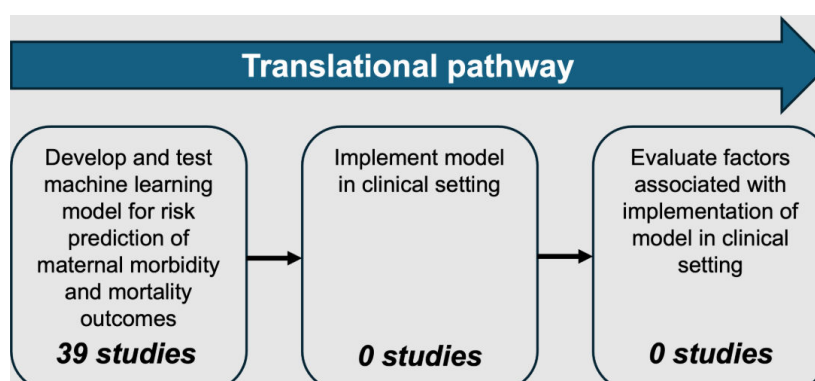 Translational pathway
Develop and test
machine learning
model for risk
prediction of
maternal morbidity
and mortality
outcomes
39 studies
Implement model
in clinical setting
0 studies
Evaluate factors
associated with
implementation of
model in clinical
setting
0 studies